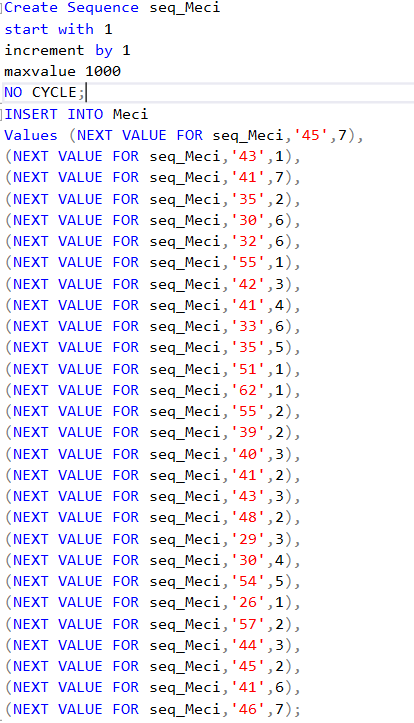 Create Sequence seq_Meci
start with 1
increment by 1
maxvalue 1000
NO CYCLE;
INSERT INTO Meci
Values (NEXT VALUE FOR seq_Meci,'45',7),
(NEXT VALUE FOR seq_Meci,'43',1),
(NEXT VALUE FOR seq_Meci,'41',7),
(NEXT VALUE FOR seq_Meci,'35',2),
(NEXT VALUE FOR seq_Meci,'30',6),
(NEXT VALUE FOR seq_Meci,'32',6),
(NEXT VALUE FOR seq_Meci,'55',1),
(NEXT VALUE FOR seq_Meci,'42',3),
(NEXT VALUE FOR seq_Meci,'41',4),
(NEXT VALUE FOR seq_Meci,'33',6),
(NEXT VALUE FOR seq_Meci,'35',5),
(NEXT VALUE FOR seq_Meci,'51',1),
(NEXT VALUE FOR seq_Meci,'62',1),
(NEXT VALUE FOR seq_Meci,'55',2),
(NEXT VALUE FOR seq_Meci,'39',2),
(NEXT VALUE FOR seq_Meci,'40',3),
(NEXT VALUE FOR seq_Meci,'41',2),
(NEXT VALUE FOR seq_Meci,'43',3),
(NEXT VALUE FOR seq_Meci,'48',2),
(NEXT VALUE FOR seq_Meci,'29',3),
(NEXT VALUE FOR seq_Meci,'30',4),
(NEXT VALUE FOR seq_Meci,'54',5),
(NEXT VALUE FOR seq_Meci,'26',1),
(NEXT VALUE FOR seq_Meci,'57',2),
(NEXT VALUE FOR seq_Meci,'44',3),
(NEXT VALUE FOR seq_Meci,'45',2),
(NEXT VALUE FOR seq_Meci,'41',6),
(NEXT VALUE FOR seq_Meci,'46',7);